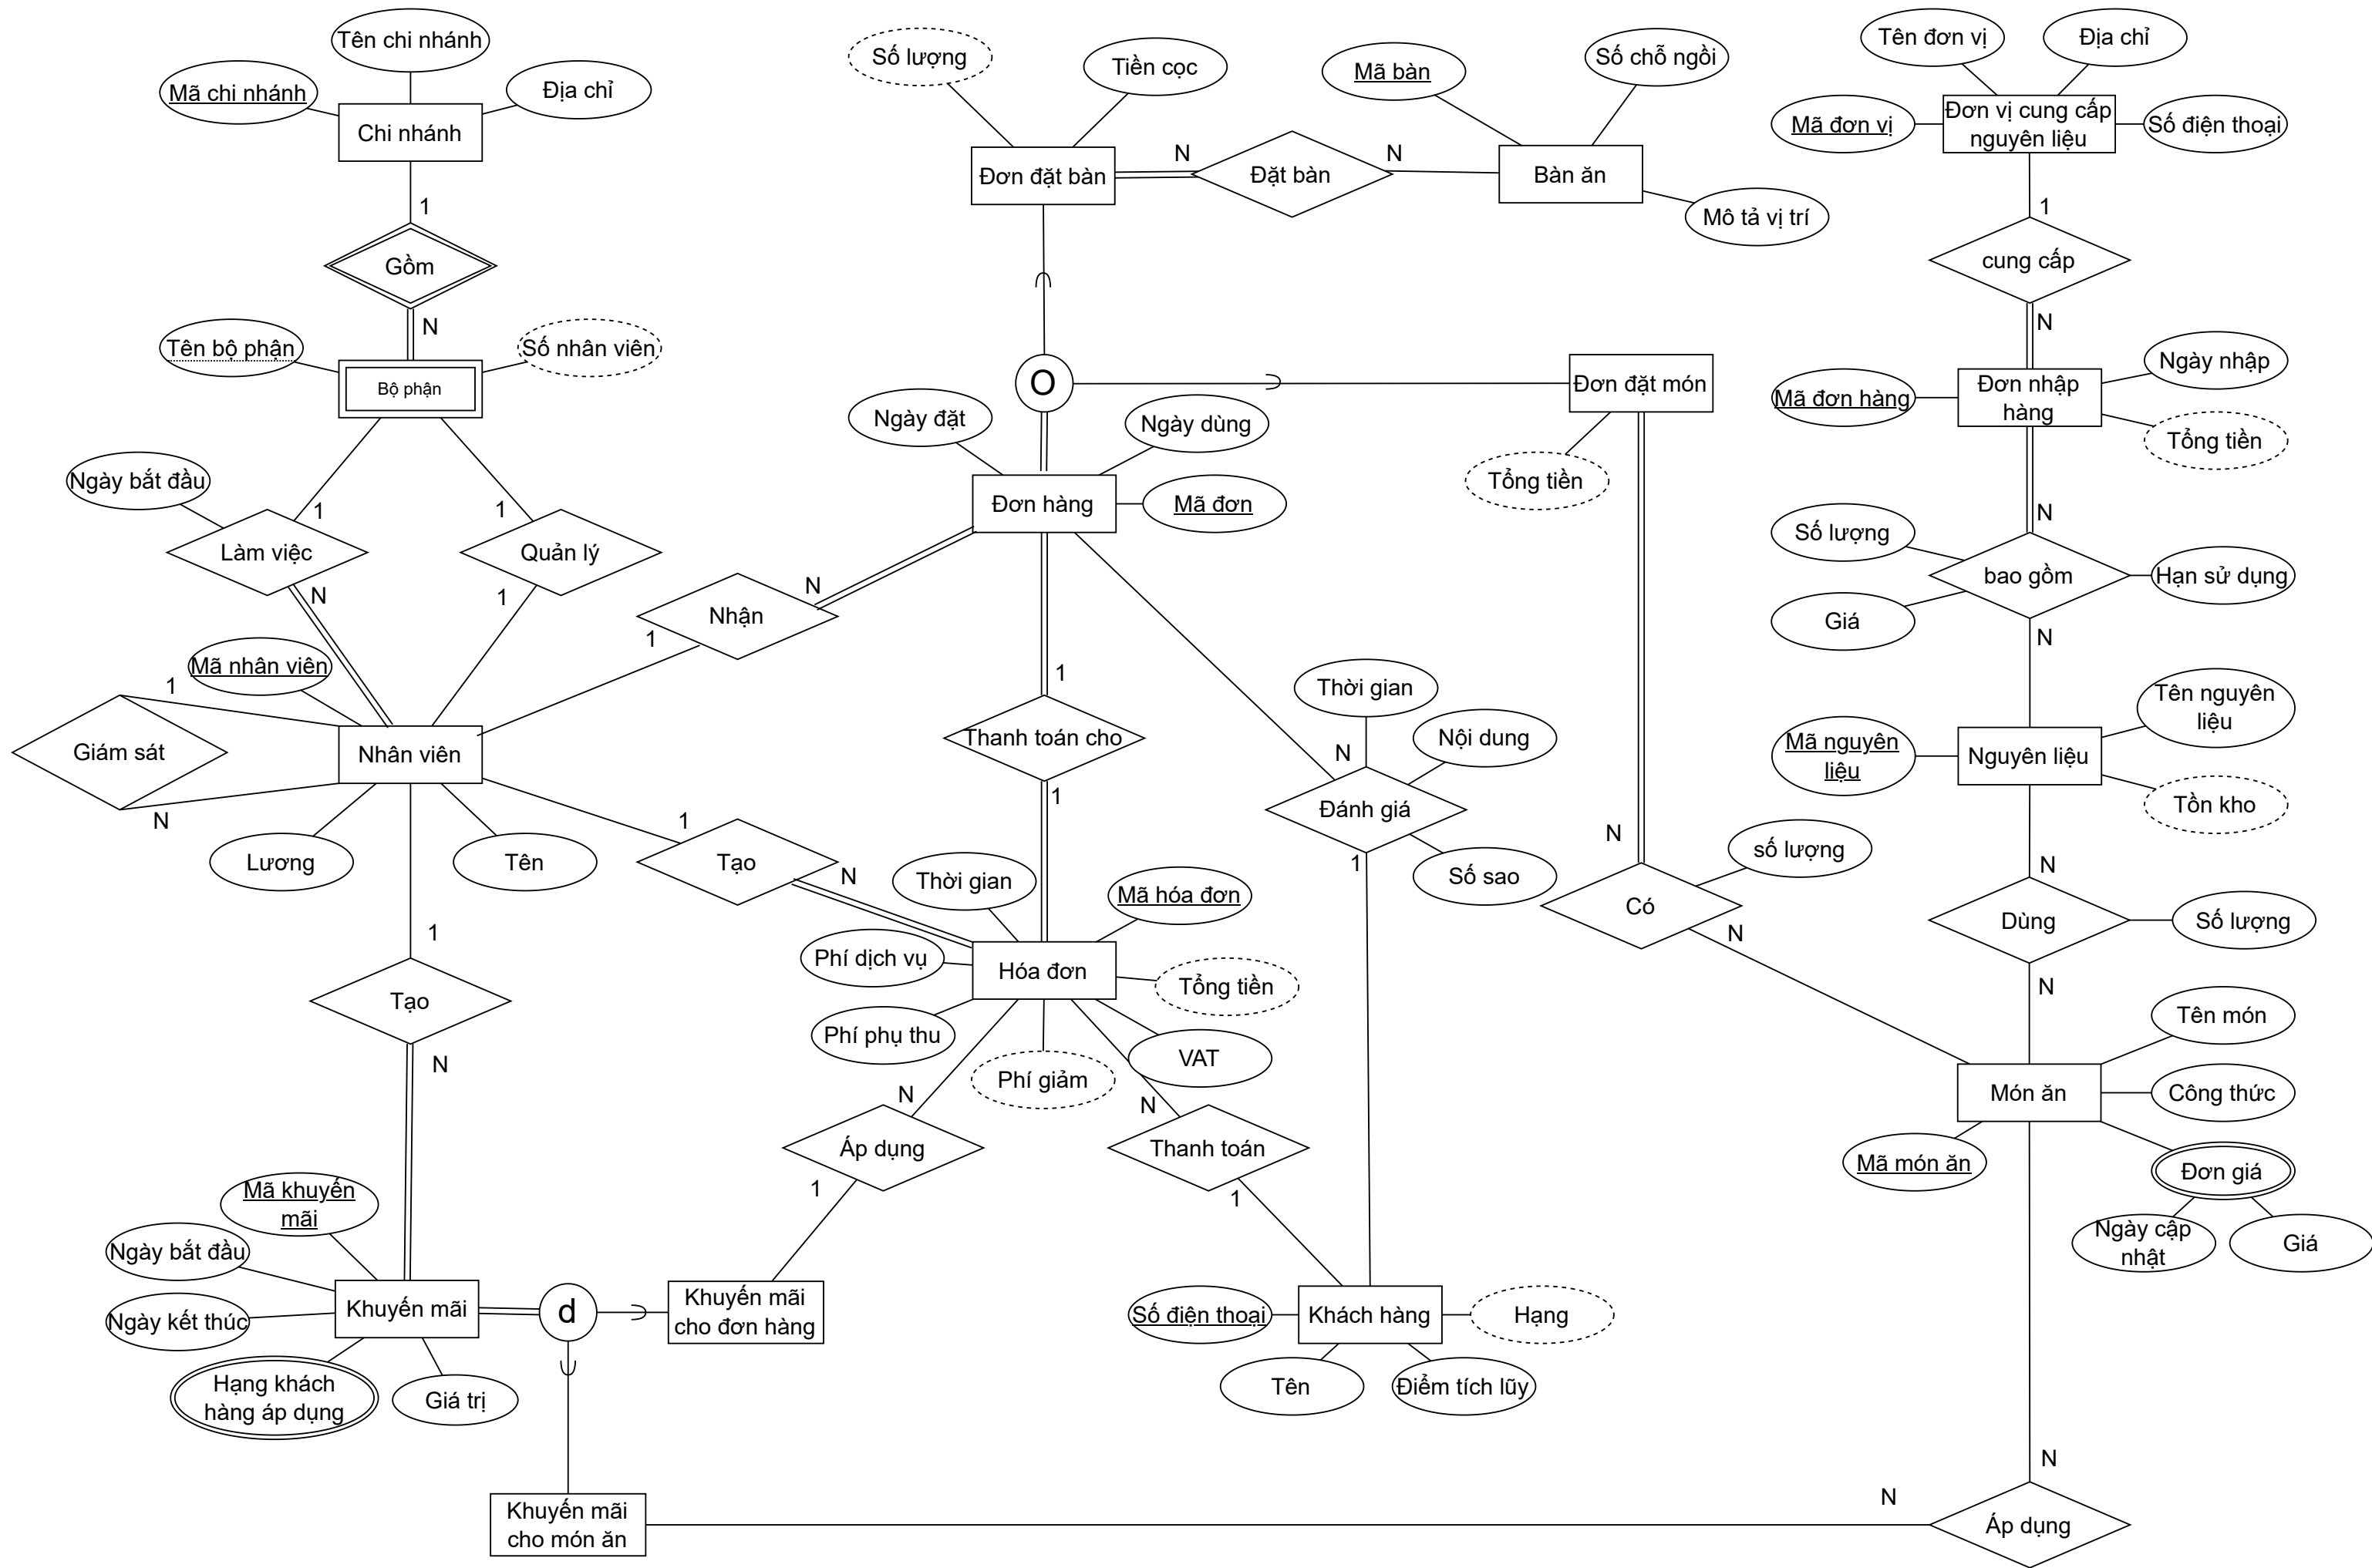 Tên chi nhánh
Mã chi nhánh
Địa chỉ
Chi nhánh
1
Gồm
N
Tên bộ phận
Số nhân viên
Bộ phận
Ngày bắt đầu
1
1
Làm việc
Quản lý
N
1
Mã nhân viên
1
Giám sát
Nhân viên
N
Lương
Tên
1
Tạo
N
Mã khuyến
mãi
Ngày bắt đầu
Khuyến mãi
Ngày kết thúc
Hạng khách
hàng áp dụng
Giá trị
d
Khuyến mãi
cho đơn hàng
Khuyến mãi
cho món ăn
Số lượng
Tiền cọc
Mã bàn
Số chỗ ngồi
Đơn đặt bàn
N
Đặt bàn
N
Bàn ăn
Mô tả vị trí
O
Đơn đặt món
Tổng tiền
Ngày đặt
Ngày dùng
Đơn hàng
Mã đơn
N
Nhận
1
1
Thanh toán cho
1
Thời gian
Nội dung
N
Đánh giá
1
Số sao
1
Tạo
N
Thời gian
Mã hóa đơn
Phí dịch vụ
Hóa đơn
Tổng tiền
Phí phụ thu
Phí giảm
VAT
N
Áp dụng
1
N
Thanh toán
1
Số điện thoại
Khách hàng
Hạng
Tên
Điểm tích lũy
N
số lượng
Có
N
Tên đơn vị
Địa chỉ
Mã đơn vị
Đơn vị cung cấp
nguyên liệu
Số điện thoại
1
cung cấp
N
Ngày nhập
Mã đơn hàng
Đơn nhập
hàng
Tổng tiền
N
Số lượng
bao gồm
Hạn sử dụng
Giá
N
Tên nguyên
liệu
Mã nguyên
liệu
Nguyên liệu
Tồn kho
N
Dùng
Số lượng
N
Tên món
Món ăn
Công thức
Mã món ăn
Đơn giá
Ngày cập
nhật
Giá
N
N
Áp dụng